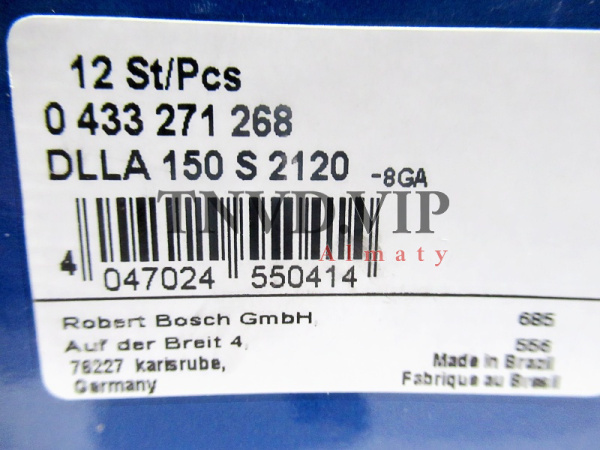 12 St/Pcs
0 433 271 268
DLLA 150 S 2120 -8GA
TNVD.VIP
Almaty
4 047024 550414
Robert Bosch GmbH,
Auf der Breit 4,
76227 karlsrube,
Germany
685
556
Made in Brazil
Fabrique au Bresil